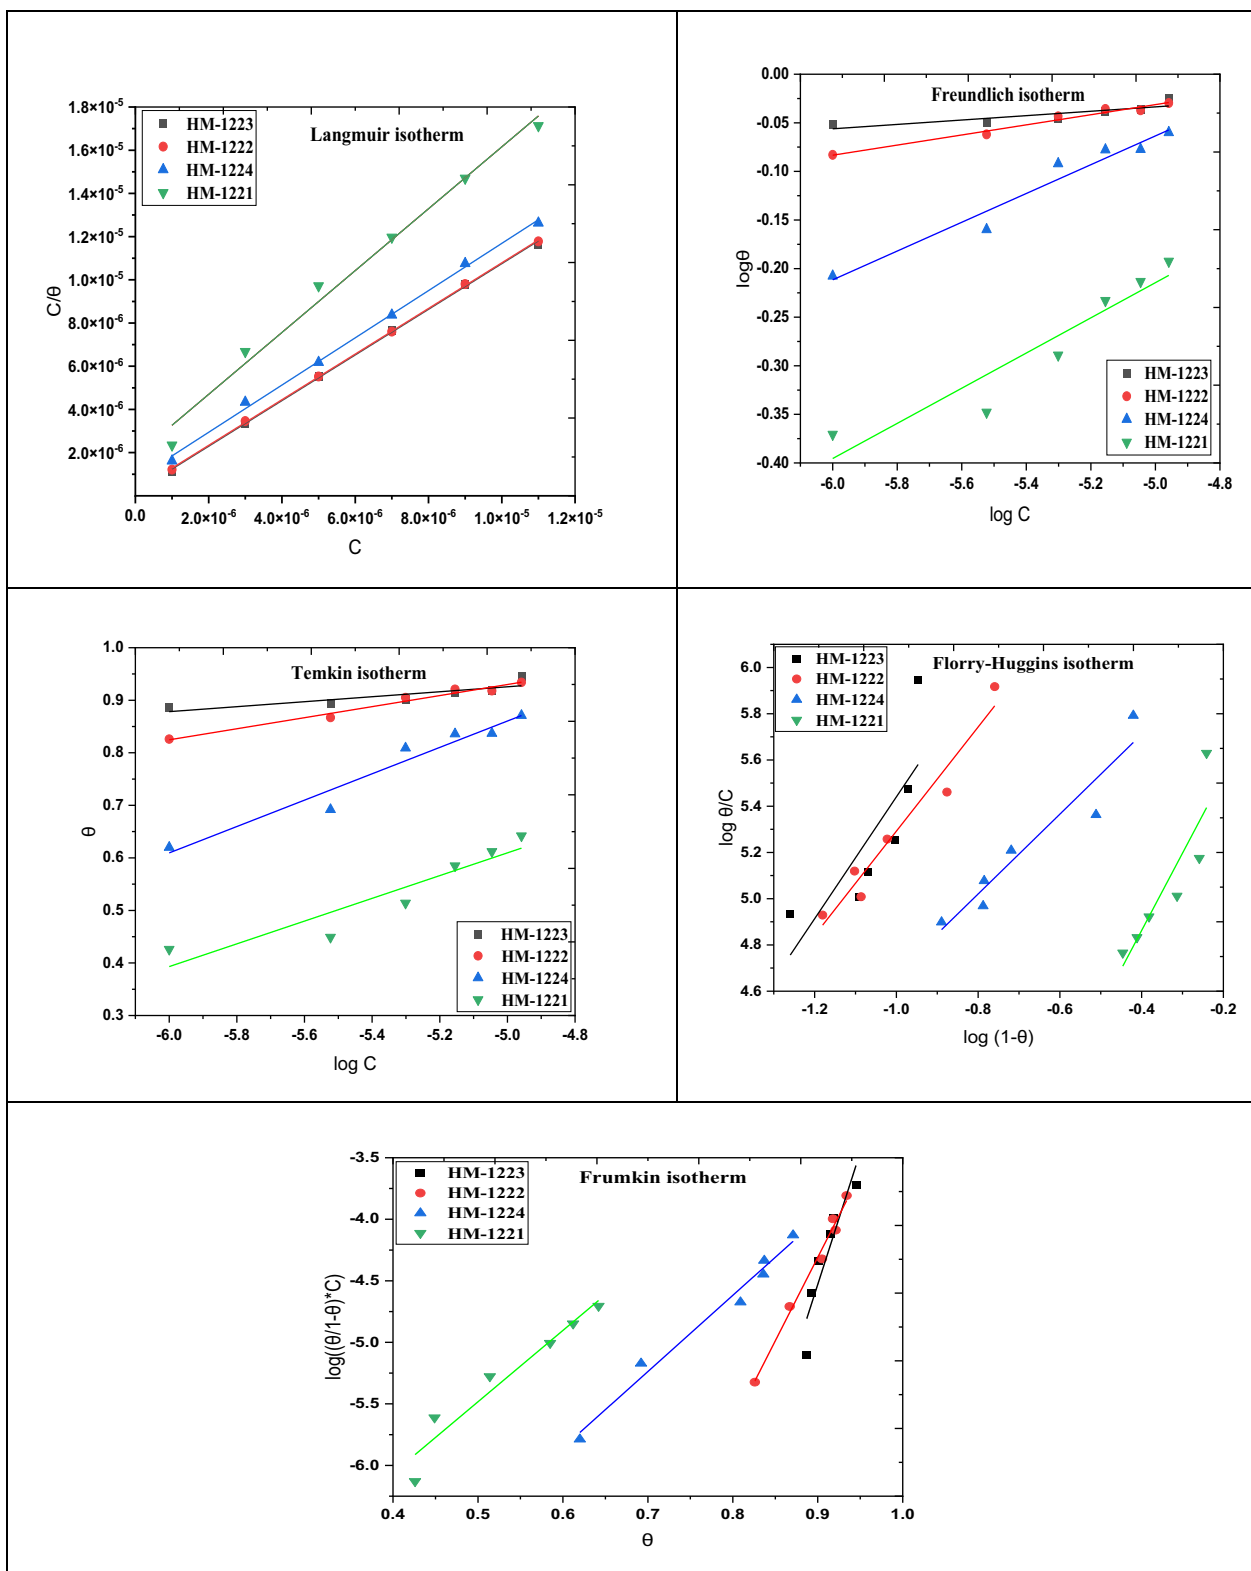 Langmuir isotherm
HM-1223
HM-1222
HM-1224
HM-1221
1.8×10⁻⁵
1.6×10⁻⁵
1.4×10⁻⁵
1.2×10⁻⁵
1.0×10⁻⁵
8.0×10⁻⁶
6.0×10⁻⁶
4.0×10⁻⁶
2.0×10⁻⁶
C/θ
0.0 2.0×10⁻⁶ 4.0×10⁻⁶ 6.0×10⁻⁶ 8.0×10⁻⁶ 1.0×10⁻⁵ 1.2×10⁻⁵
C
Freundlich isotherm
0.00
-0.05
-0.10
-0.15
-0.20
-0.25
-0.30
-0.35
-0.40
logθ
HM-1223
HM-1222
HM-1224
HM-1221
-6.0 -5.8 -5.6 -5.4 -5.2 -5.0 -4.8
log C
Temkin isotherm
1.0
0.9
0.8
0.7
0.6
0.5
0.4
0.3
θ
HM-1223
HM-1222
HM-1224
HM-1221
-6.0 -5.8 -5.6 -5.4 -5.2 -5.0 -4.8
log C
Florry-Huggins isotherm
HM-1223
HM-1222
HM-1224
HM-1221
6.0
5.8
5.6
5.4
5.2
5.0
4.8
4.6
log θ/C
-1.2 -1.0 -0.8 -0.6 -0.4 -0.2
log (1-θ)
Frumkin isotherm
HM-1223
HM-1222
HM-1224
HM-1221
-3.5
-4.0
-4.5
-5.0
-5.5
-6.0
log((θ/1-θ)*C)
0.4 0.5 0.6 0.7 0.8 0.9 1.0
θ